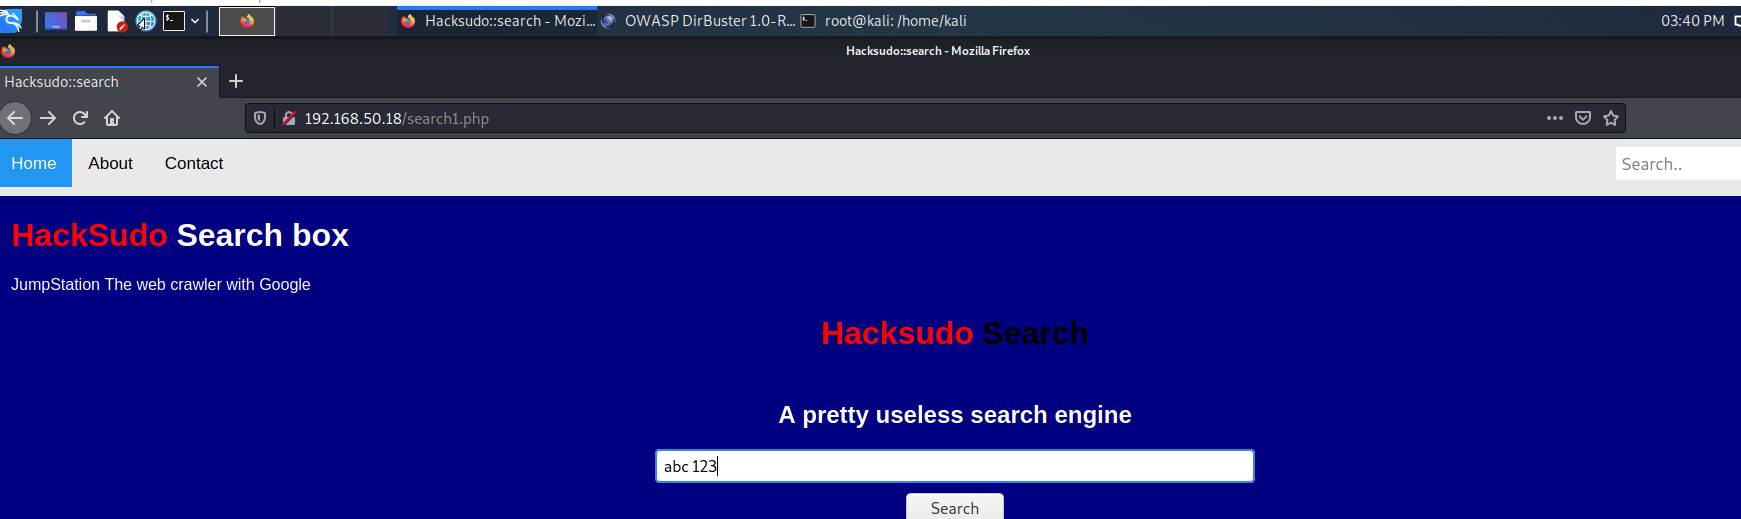 Hacksudo::search - Mozi... OWASP DirBuster 1.0-R... root@kali: /home/kali 03:40 PM
Hacksudo::search - Mozilla Firefox
Hacksudo::search
192.168.50.18/search1.php
Home About Contact Search..
HackSudo Search box
JumpStation The web crawler with Google
Hacksudo Search
A pretty useless search engine
abc 123
Search